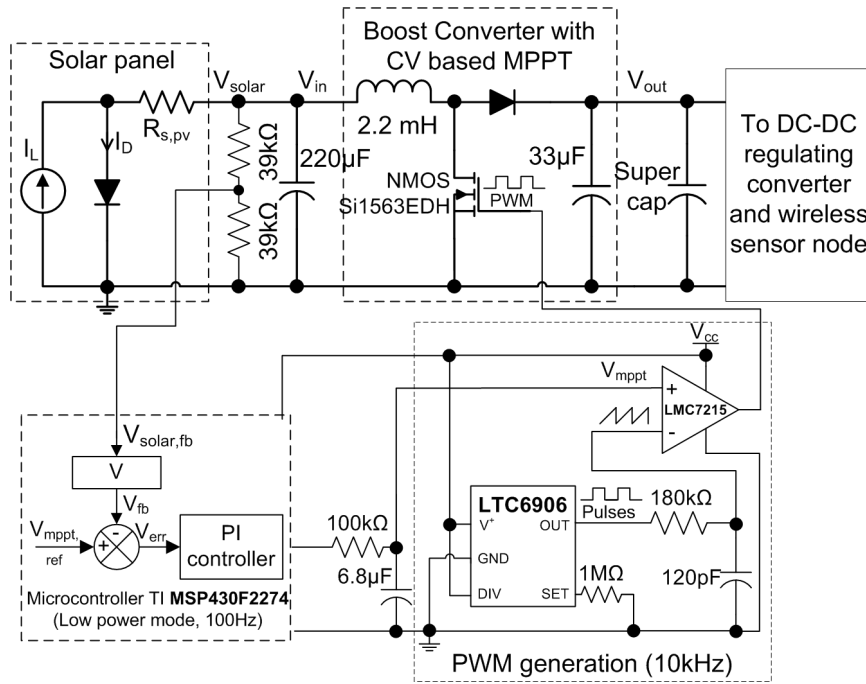 Solar panel
Boost Converter with
CV based MPPT
V_solar
V_in
V_out
I_L
I_D
R_s,pv
39kΩ
39kΩ
220µF
2.2 mH
NMOS
Si1563EDH
PWM
33µF
Super
cap
To DC-DC
regulating
converter
and wireless
sensor node
V_cc
V_mppt
+
-
LMC7215
V_solar,fb
V
V_fb
V_mppt,
ref
+
-
V_err
PI
controller
100kΩ
6.8µF
LTC6906
V⁺
OUT
GND
DIV
SET
Pulses
180kΩ
1MΩ
120pF
Microcontroller TI MSP430F2274
(Low power mode, 100Hz)
PWM generation (10kHz)